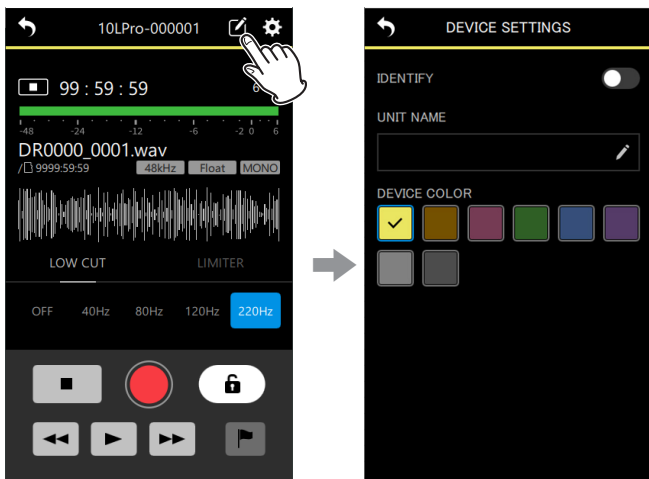 10LPro-000001
99 : 59 : 59
-48 -24 -12 -6 -2 0 6
DR0000_0001.wav
/ 9999:59:59 48kHz Float MONO
LOW CUT LIMITER
OFF 40Hz 80Hz 120Hz 220Hz
DEVICE SETTINGS
IDENTIFY
UNIT NAME
DEVICE COLOR